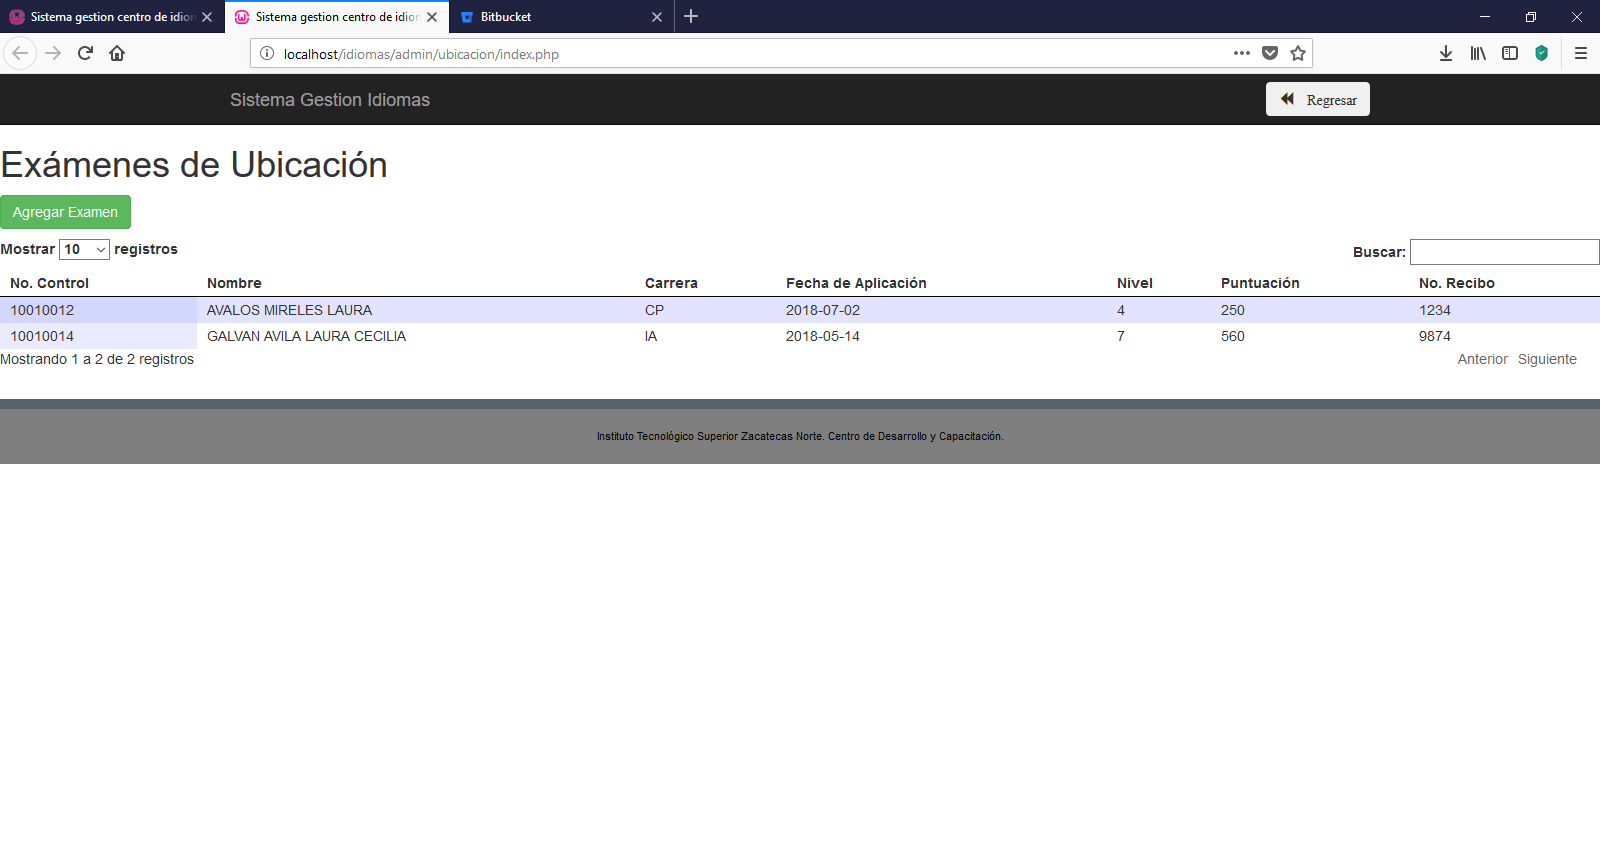 Sistema gestion centro de idion
Sistema gestion centro de idion
Bitbucket
localhost/idiomas/admin/ubicacion/index.php
Sistema Gestion Idiomas
Regresar
Exámenes de Ubicación
Agregar Examen
Mostrar 10 registros
Buscar:
No. Control Nombre Carrera Fecha de Aplicación Nivel Puntuación No. Recibo
10010012 AVALOS MIRELES LAURA CP 2018-07-02 4 250 1234
10010014 GALVAN AVILA LAURA CECILIA IA 2018-05-14 7 560 9874
Mostrando 1 a 2 de 2 registros
Anterior Siguiente
Instituto Tecnológico Superior Zacatecas Norte. Centro de Desarrollo y Capacitación.